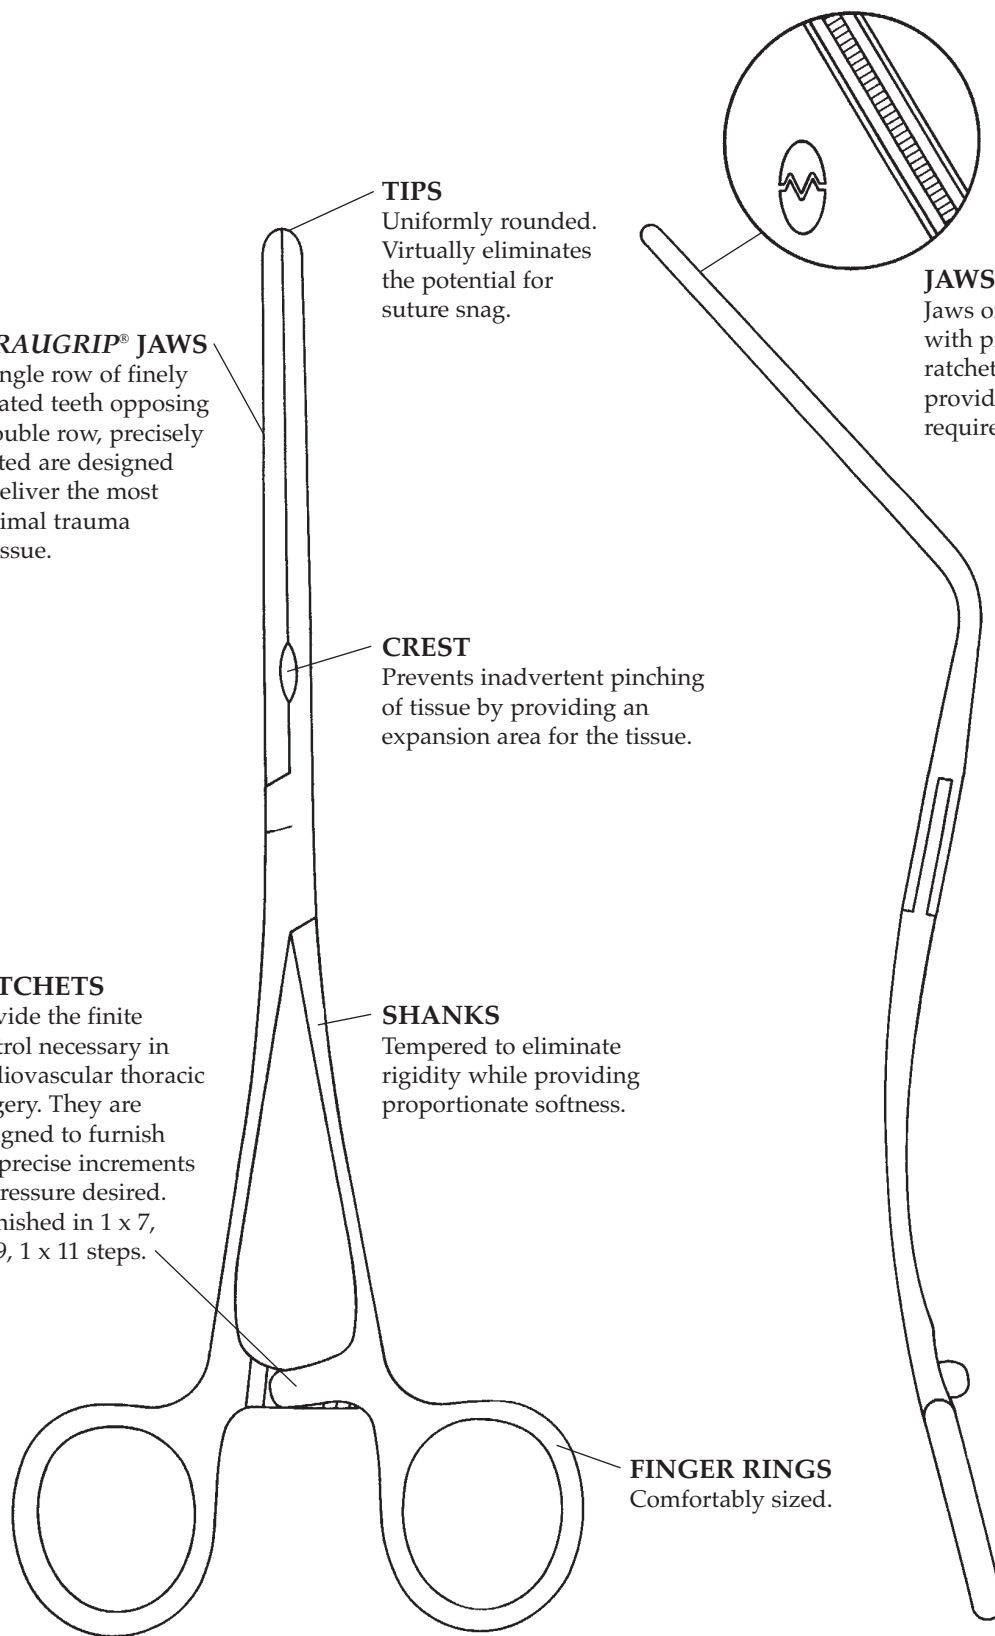 TIPS
Uniformly rounded.
Virtually eliminates
the potential for
suture snag.
RAUGRIP® JAWS
ngle row of finely
ated teeth opposing
ouble row, precisely
ted are designed
eliver the most
imal trauma
ssue.
JAWS
Jaws o
with p
ratchet
provid
require
CREST
Prevents inadvertent pinching
of tissue by providing an
expansion area for the tissue.
TCHETS
vide the finite
trol necessary in
diovascular thoracic
gery. They are
igned to furnish
precise increments
ressure desired.
nished in 1 x 7,
9, 1 x 11 steps.
SHANKS
Tempered to eliminate
rigidity while providing
proportionate softness.
FINGER RINGS
Comfortably sized.